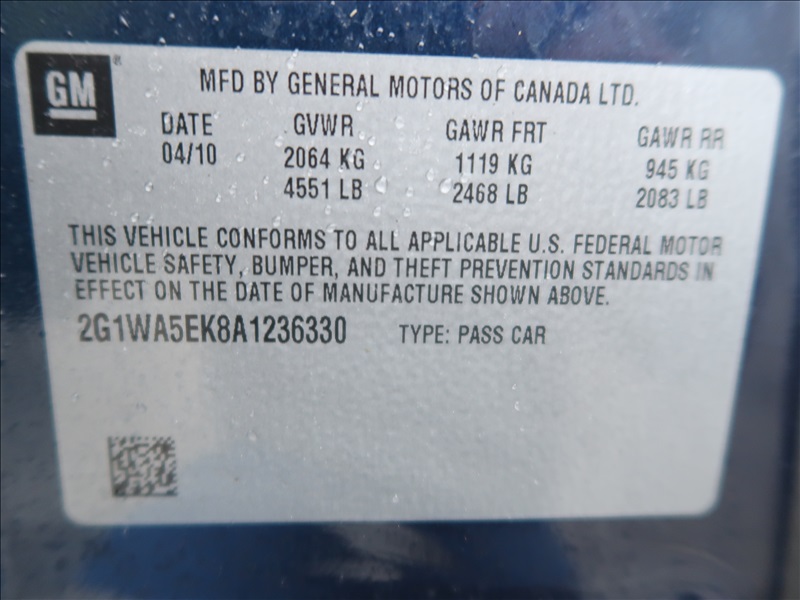 GM
MFD BY GENERAL MOTORS OF CANADA LTD.
DATE GVWR GAWR FRT GAWR RR
04/10 2064 KG 1119 KG 945 KG
4551 LB 2468 LB 2083 LB
THIS VEHICLE CONFORMS TO ALL APPLICABLE U.S. FEDERAL MOTOR
VEHICLE SAFETY, BUMPER, AND THEFT PREVENTION STANDARDS IN
EFFECT ON THE DATE OF MANUFACTURE SHOWN ABOVE.
2G1WA5EK8A1236330 TYPE: PASS CAR